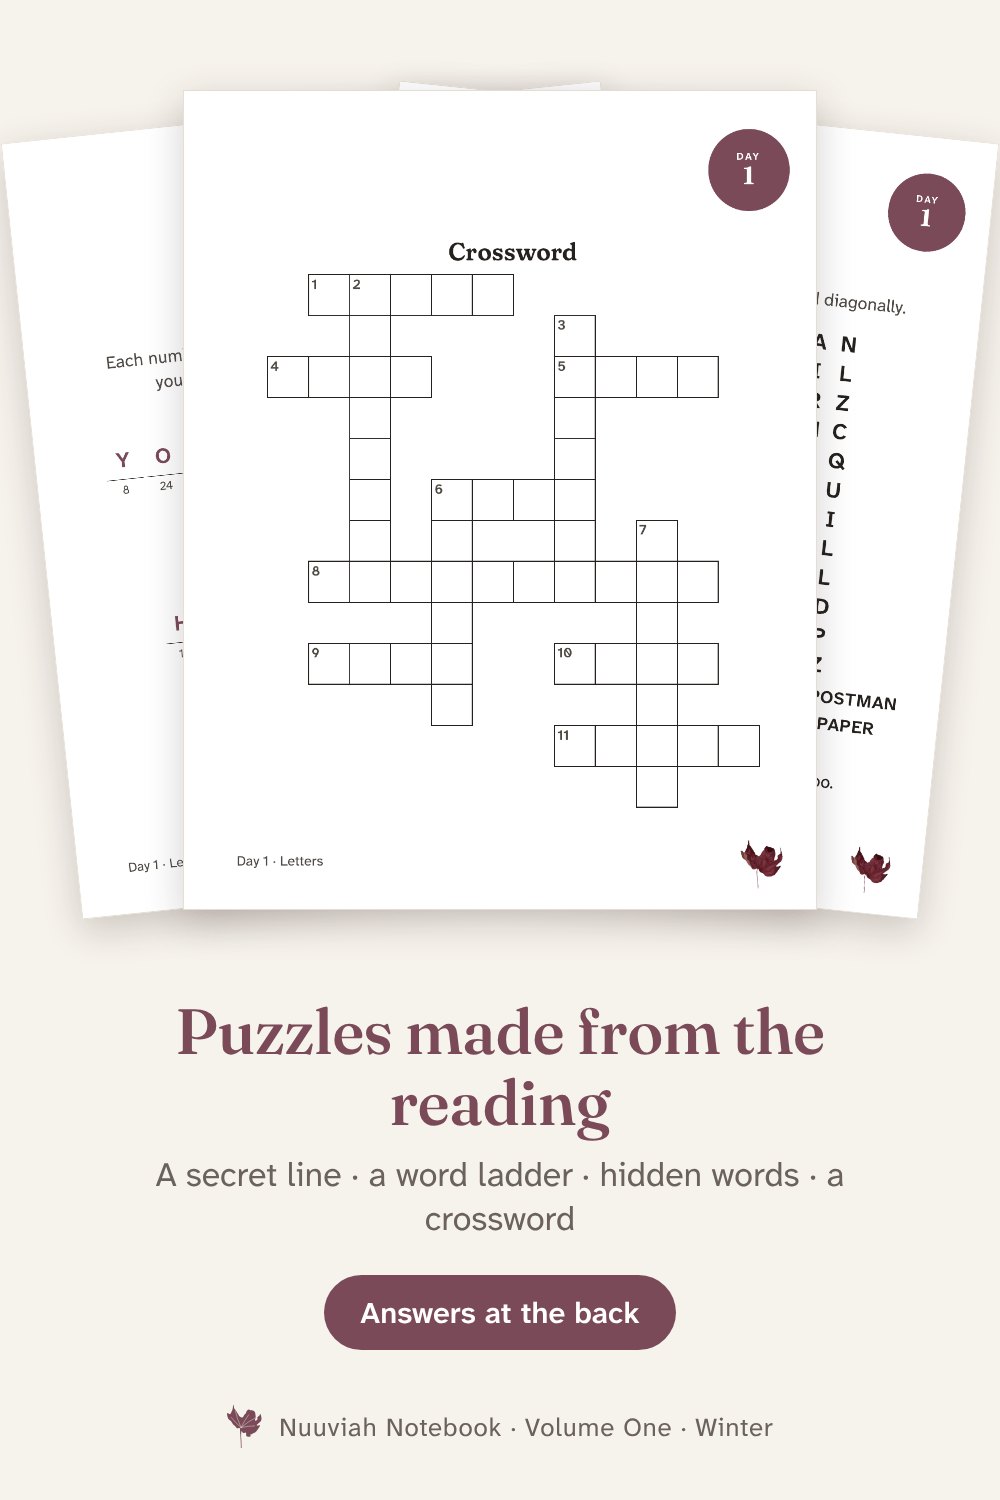 DAY
1
Crossword
1 2
3
4
5
6
7
8
9
10
11
Day 1 · Letters
Each num
you
Y O
8 24
Day 1 · Le
DAY
1
diagonally.
A N
I L
R Z
C
Q
U
I
L
L
D
P
Z
POSTMAN
PAPER
Puzzles made from the
reading
A secret line · a word ladder · hidden words · a
crossword
Answers at the back
Nuuviah Notebook · Volume One · Winter